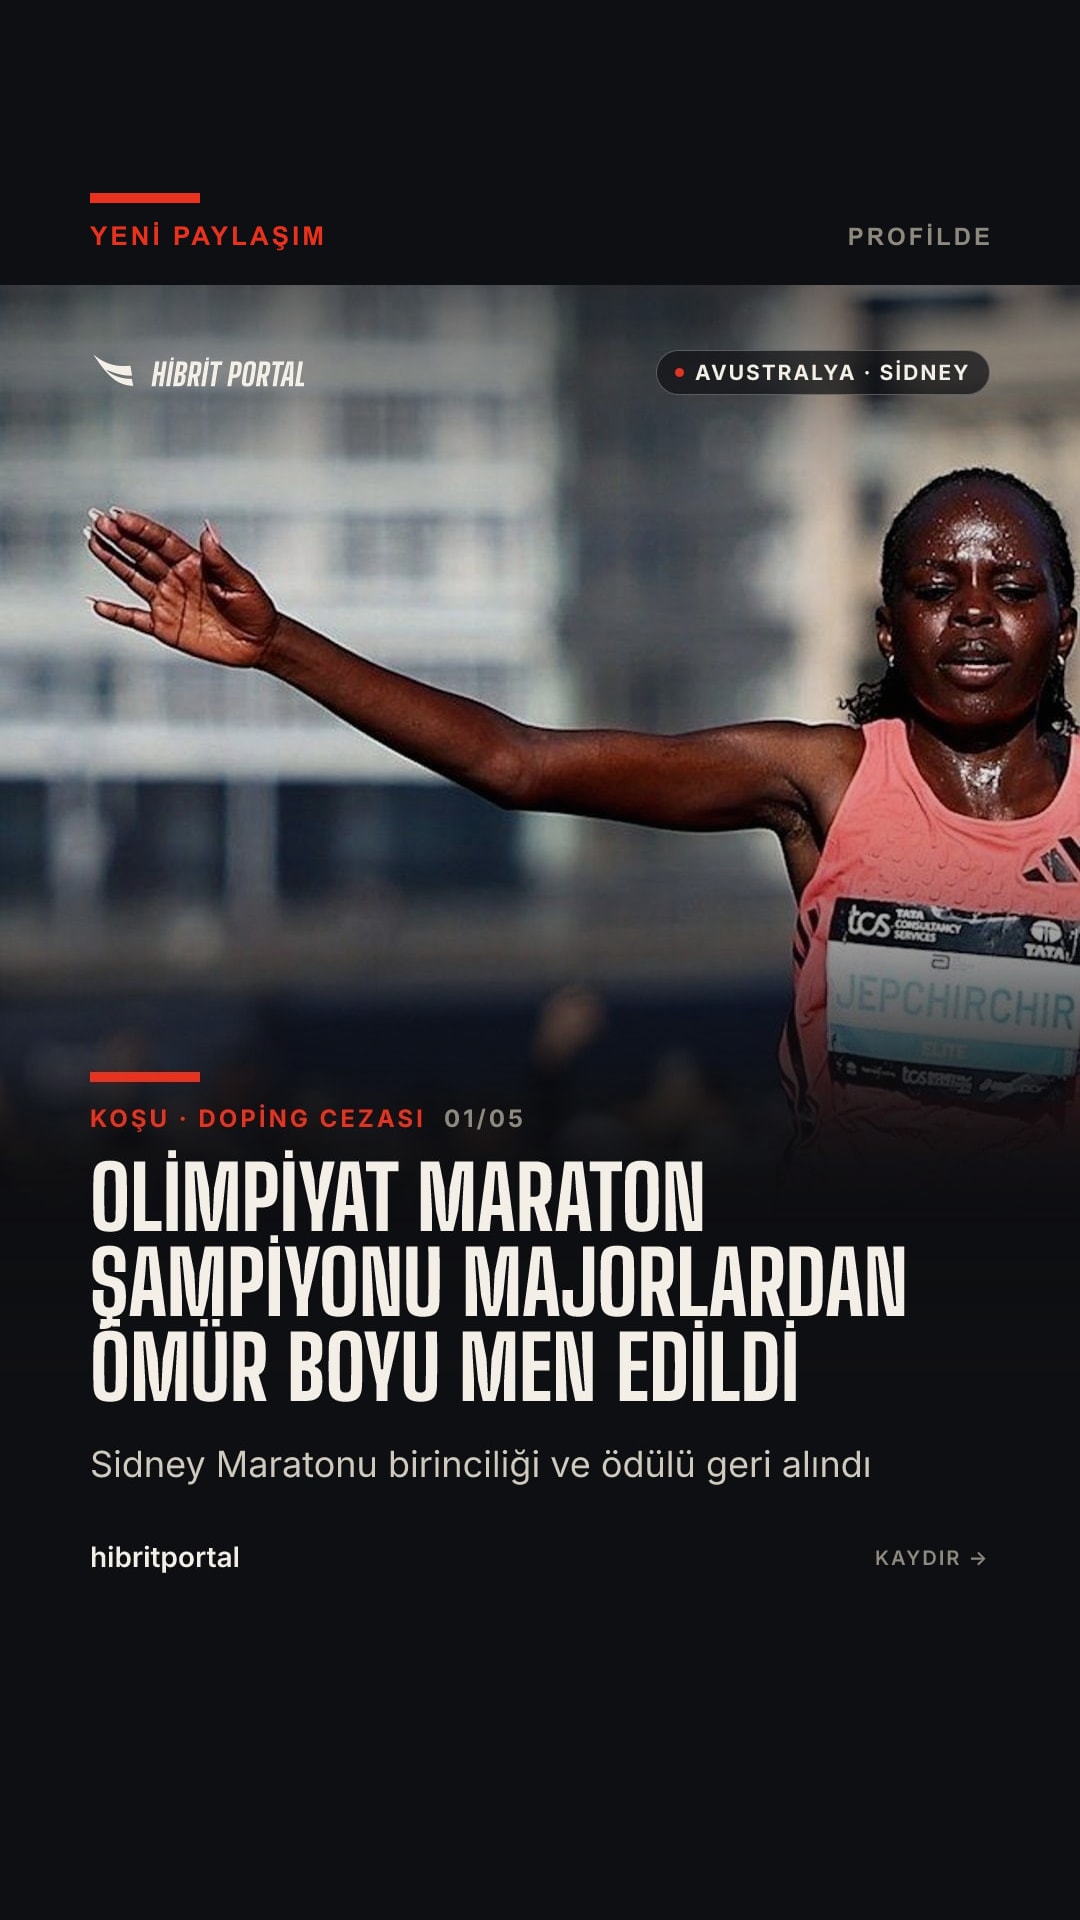 YENİ PAYLAŞIM
PROFİLDE
HİBRİT PORTAL
AVUSTRALYA · SİDNEY
tcs TATA CONSULTANCY SERVICES
TATA
JEPCHIRCHIR
ELITE
tcs
KOŞU · DOPİNG CEZASI 01/05
OLİMPİYAT MARATON
ŞAMPİYONU MAJORLARDAN
ÖMÜR BOYU MEN EDİLDİ
Sidney Maratonu birinciliği ve ödülü geri alındı
hibritportal
KAYDIR →